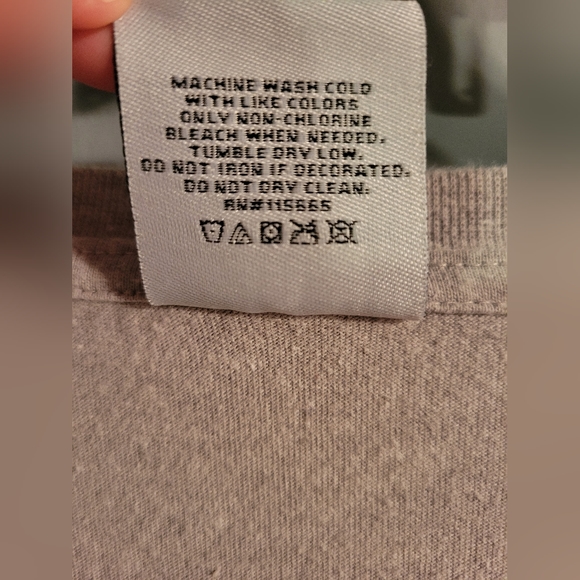 MACHINE WASH COLD
WITH LIKE COLORS
ONLY NON-CHLORINE
BLEACH WHEN NEEDED.
TUMBLE DRY LOW.
DO NOT IRON IF DECORATED.
DO NOT DRY CLEAN.
RN#115665